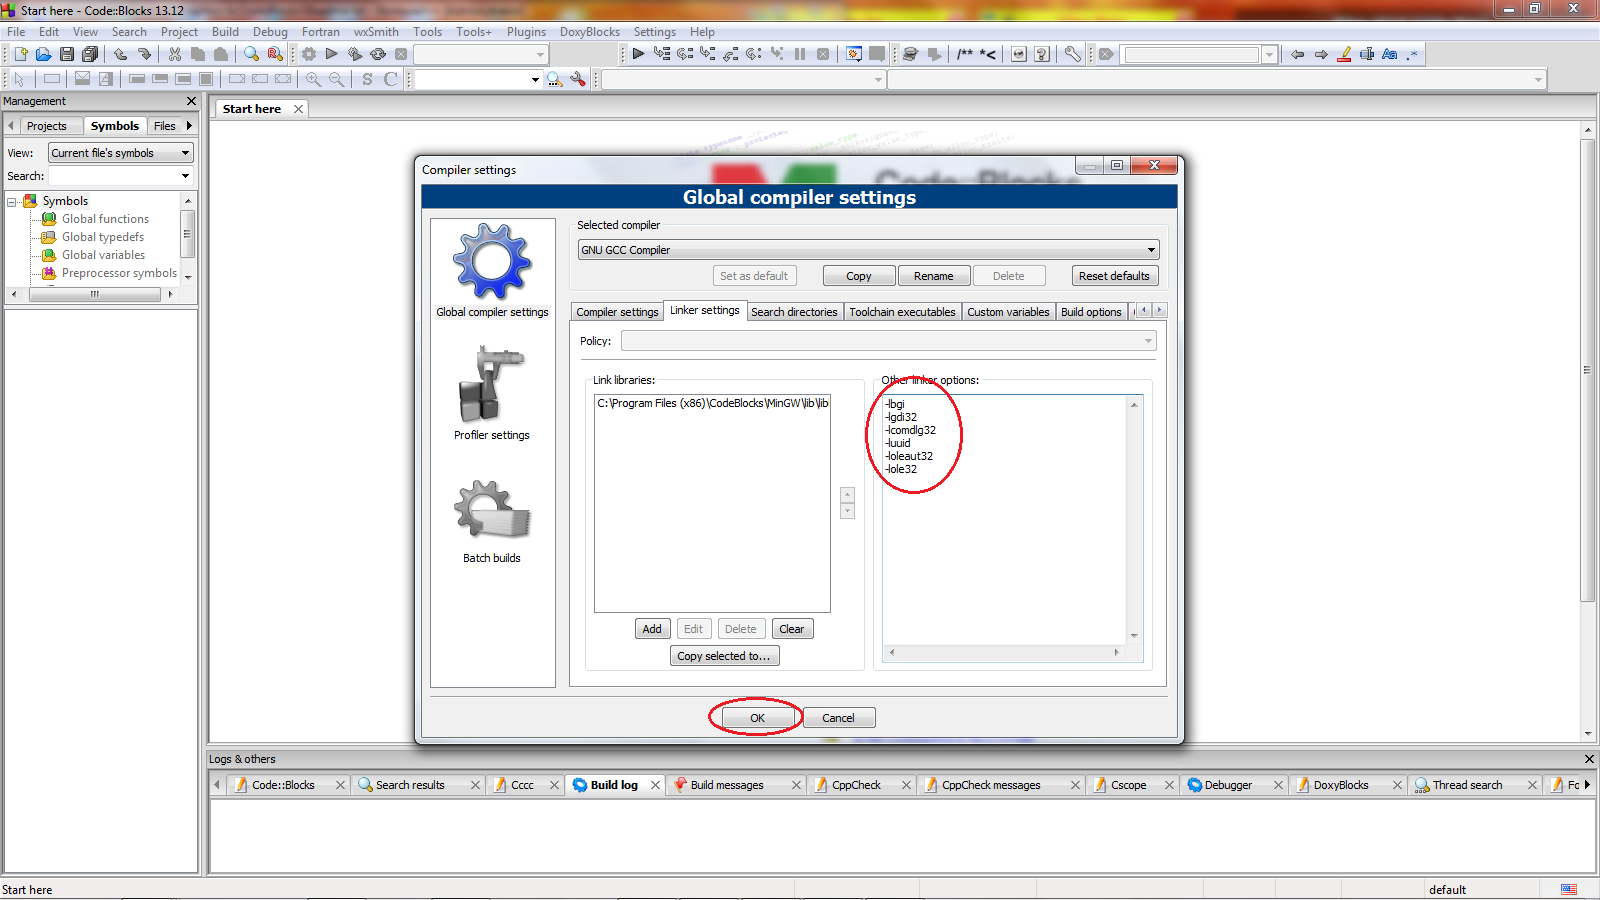 Start here - Code::Blocks 13.12
File Edit View Search Project Build Debug Fortran wxSmith Tools Tools+ Plugins DoxyBlocks Settings Help
/** *<
S C
Management
Start here
Projects Symbols Files
View: Current file's symbols
Search:
Symbols
Global functions
Global typedefs
Global variables
Preprocessor symbols
Code::Blocks
Compiler settings
Global compiler settings
Global compiler settings
Profiler settings
Batch builds
Selected compiler
GNU GCC Compiler
Set as default Copy Rename Delete Reset defaults
Compiler settings Linker settings Search directories Toolchain executables Custom variables Build options
Policy:
Link libraries:
C:\Program Files (x86)\CodeBlocks\MinGW\lib\lib
Add Edit Delete Clear
Copy selected to...
Other linker options:
-lbgi
-lgdi32
-lcomdlg32
-luuid
-loleaut32
-lole32
OK Cancel
Logs & others
Code::Blocks Search results Cccc Build log Build messages CppCheck CppCheck messages Cscope Debugger DoxyBlocks Thread search Fo
Start here default